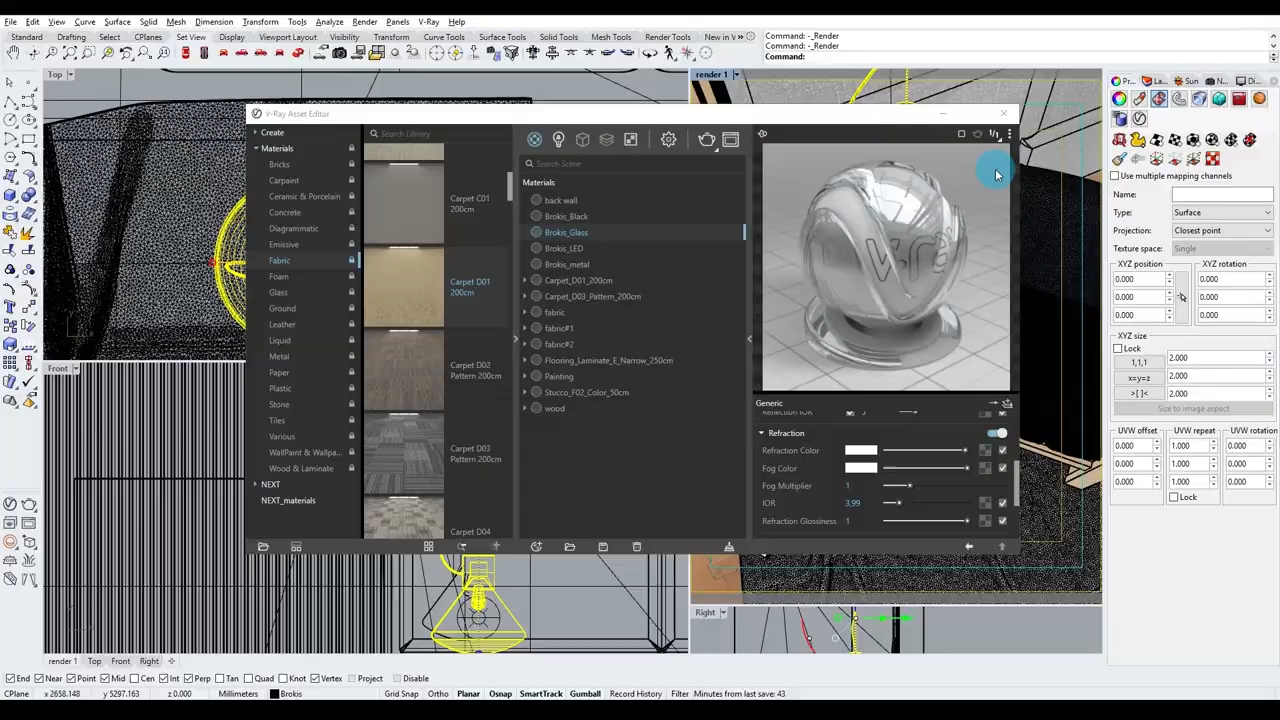 File Edit View Curve Surface Solid Mesh Dimension Transform Tools Analyze Render Panels V-Ray Help
Command: -_Render
Command: -_Render
Command:
Standard Drafting Select CPlanes Set View Display Viewport Layout Visibility Transform Curve Tools Surface Tools Solid Tools Mesh Tools Render Tools New in V
Top
render 1
Pr... La... Sun N... Di...
V-Ray Asset Editor
Create
Materials
Bricks
Carpaint
Ceramic & Porcelain
Concrete
Diagrammatic
Emissive
Fabric
Foam
Glass
Ground
Leather
Liquid
Metal
Paper
Plastic
Stone
Tiles
Various
WallPaint & Wallpa...
Wood & Laminate
NEXT
NEXT_materials
Search Library
Carpet C01
200cm
Carpet D01
200cm
Carpet D02
Pattern 200cm
Carpet D03
Pattern 200cm
Carpet D04
Search Scene
Materials
back wall
Brokis_Black
Brokis_Glass
Brokis_LED
Brokis_metal
Carpet_D01_200cm
Carpet_D03_Pattern_200cm
fabric
fabric#1
fabric#2
Flooring_Laminate_E_Narrow_250cm
Painting
Stucco_F02_Color_50cm
wood
1/1
V-Ra
Generic
Reflection IOR
Refraction
Refraction Color
Fog Color
Fog Multiplier 1
IOR 3,99
Refraction Glossiness 1
Use multiple mapping channels
Name:
Type: Surface
Projection: Closest point
Texture space: Single
XYZ position XYZ rotation
0.000 0.000
0.000 0.000
0.000 0.000
XYZ size
Lock 2.000
1,1,1
x=y=z 2.000
>[ ]< 2.000
Size to image aspect
UVW offset UVW repeat UVW rotation
0.000 1.000 0.000
0.000 1.000 0.000
0.000 1.000 0.000
Lock
Front
Right
render 1 Top Front Right
End Near Point Mid Cen Int Perp Tan Quad Knot Vertex Project Disable
CPlane x 2658.148 y 5297.163 z 0.000 Millimeters Brokis Grid Snap Ortho Planar Osnap SmartTrack Gumball Record History Filter Minutes from last save: 43